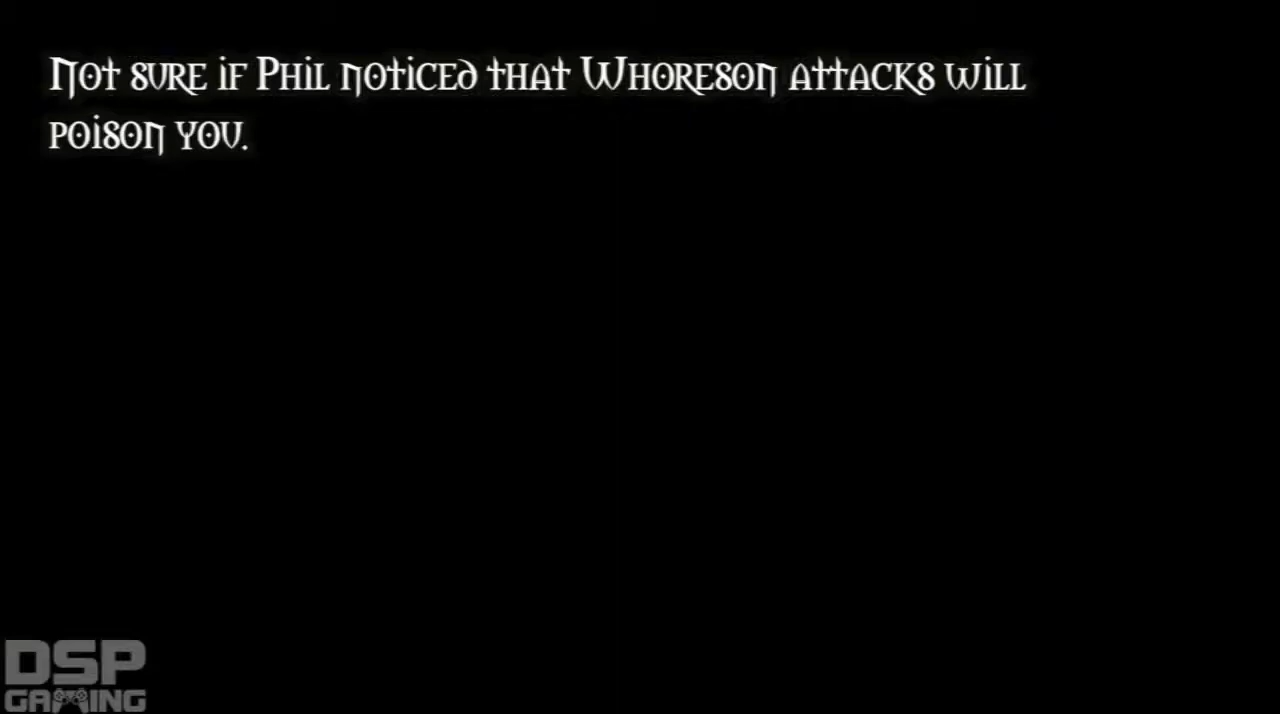 Not sure if Phil noticed that Whoreson attacks will
poison you.
DSP
GAMING